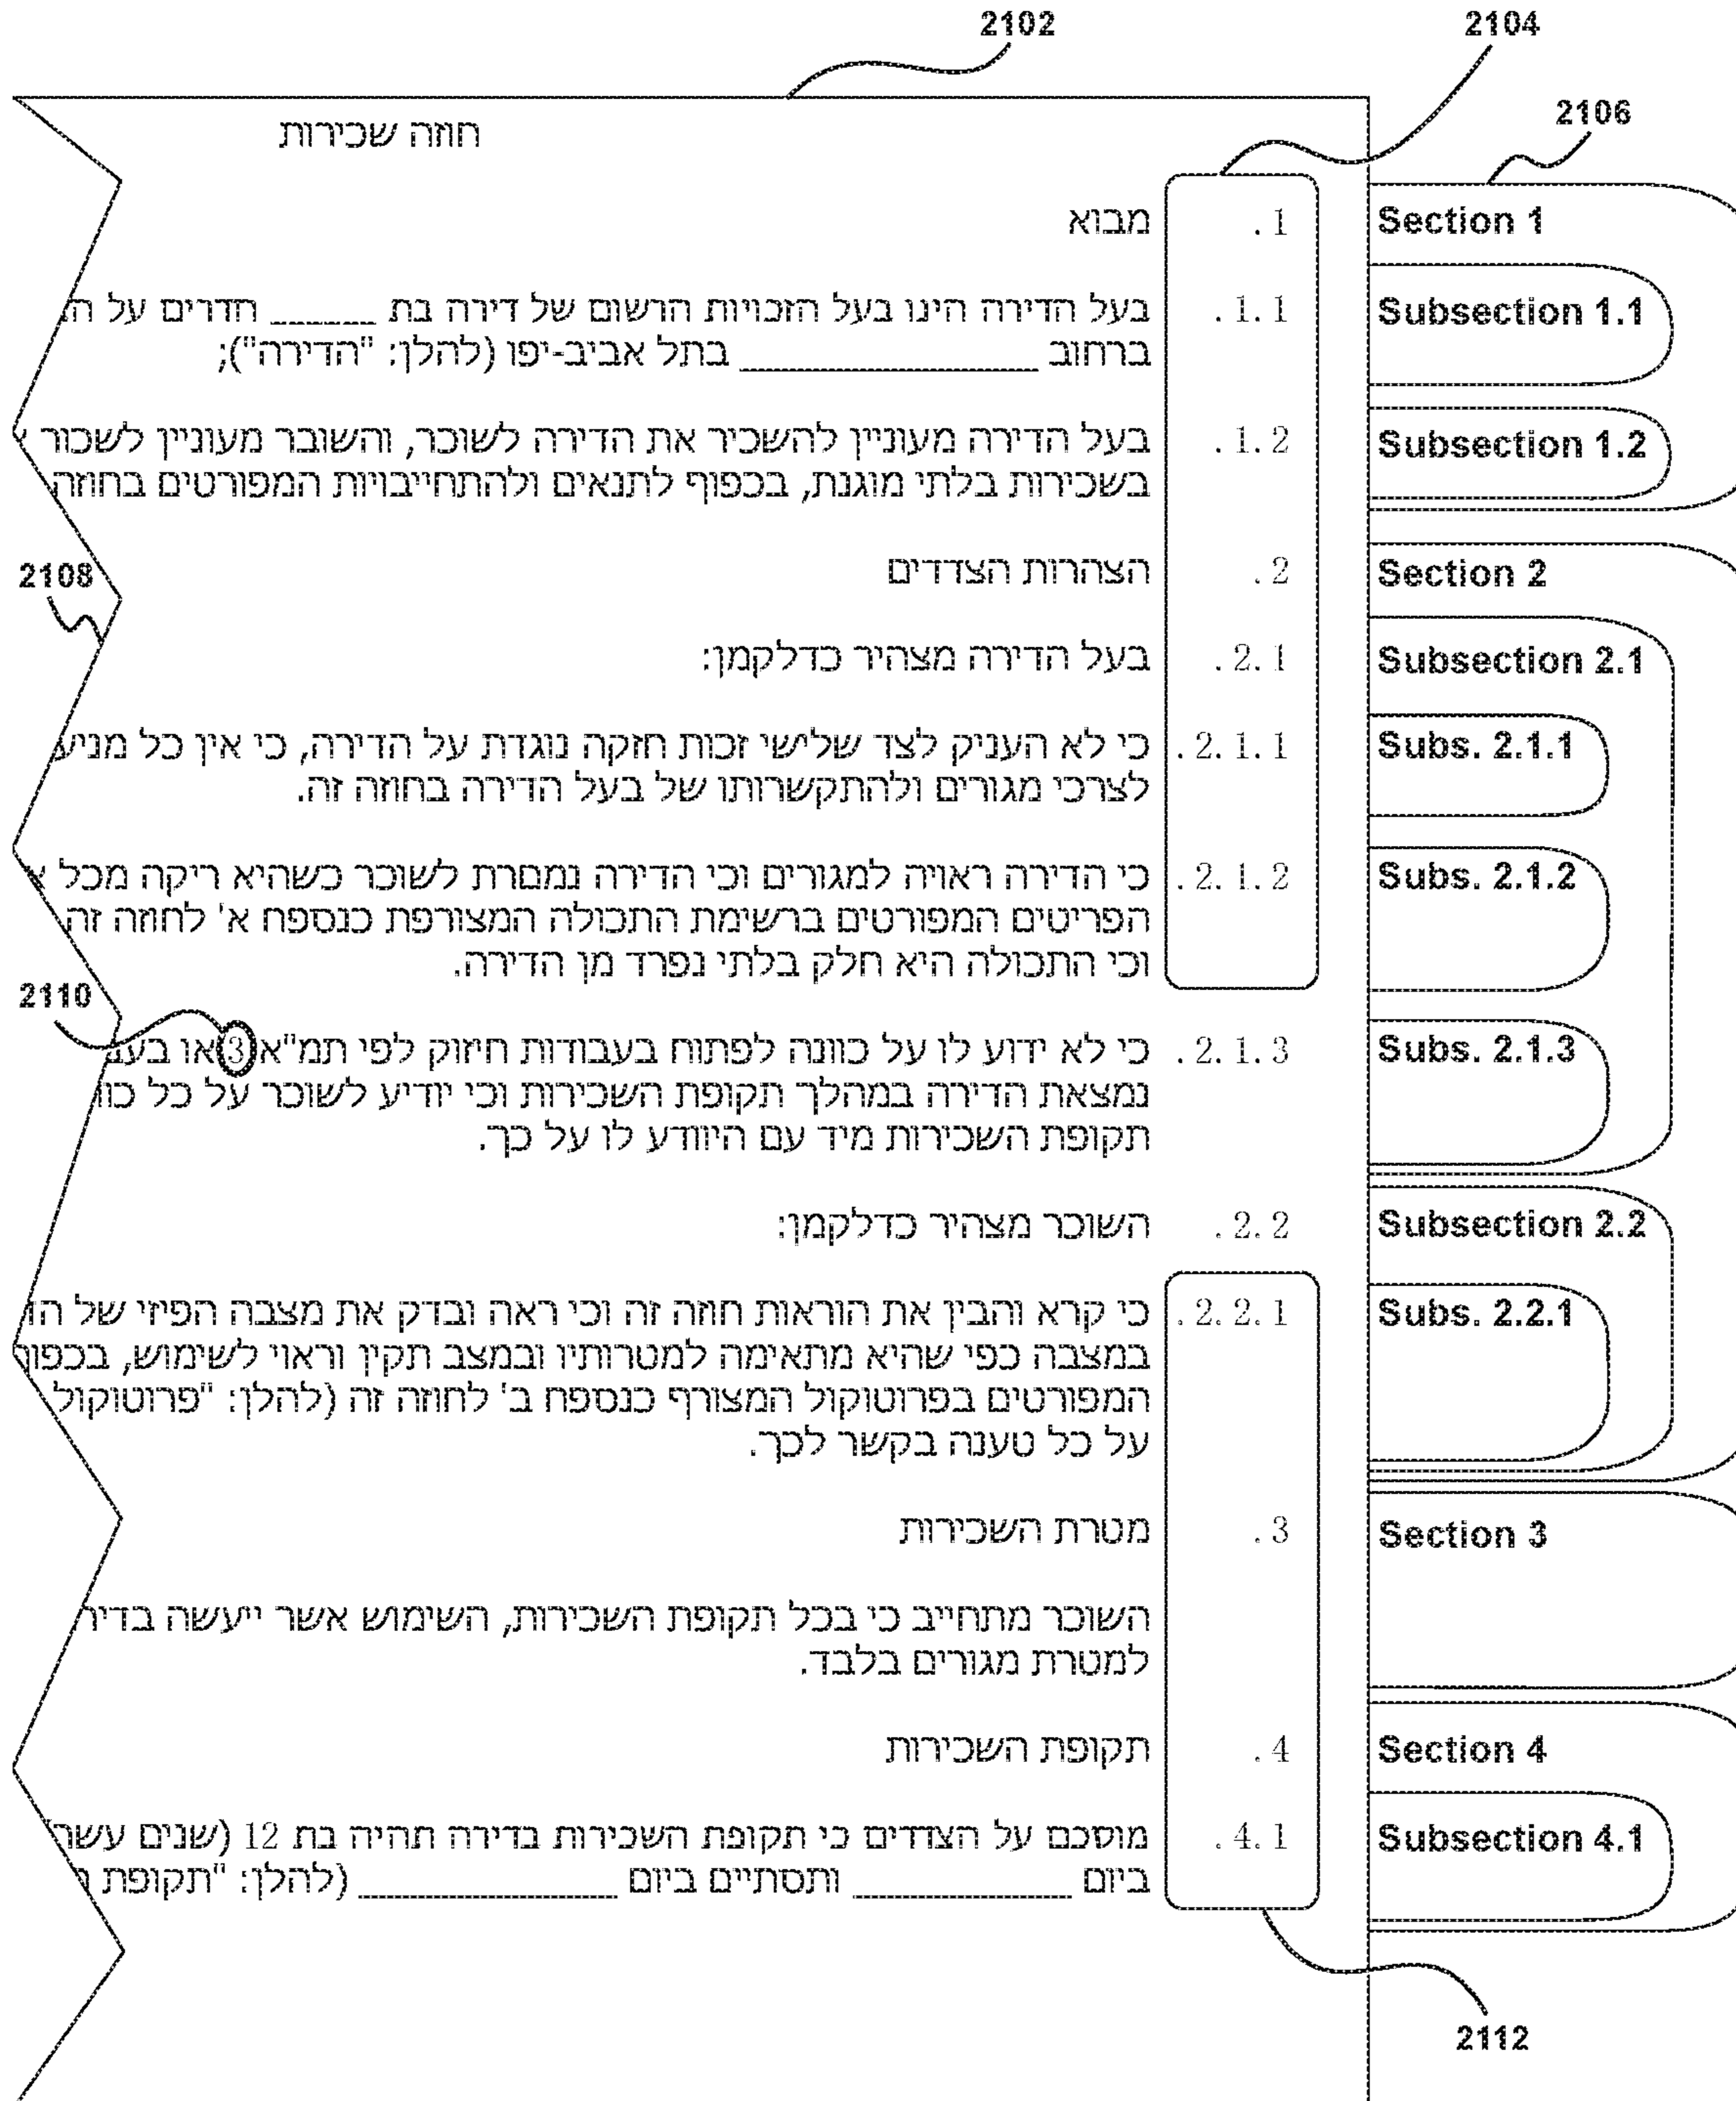 2102
2104
2106
חוזה שכירות
1. מבוא
Section 1
1.1. בעל הדירה הינו בעל הזכויות הרשום של דירה בת ______ חדרים על
ברחוב ______ בתל אביב-יפו (להלן: "הדירה");
Subsection 1.1
1.2. בעל הדירה מעוניין להשכיר את הדירה לשוכר, והשובר מעוניין לשכור
בשכירות בלתי מוגנת, בכפוף לתנאים ולהתחייבויות המפורטים בחוזה
Subsection 1.2
2. הצהרות הצדדים
Section 2
2108
2.1. בעל הדירה מצהיר כדלקמן:
Subsection 2.1
2.1.1. כי לא העניק לצד שלישי זכות חזקה נוגדת על הדירה, כי אין כל מניע
לצרכי מגורים ולהתקשרותו של בעל הדירה בחוזה זה.
Subs. 2.1.1
2.1.2. כי הדירה ראויה למגורים וכי הדירה נמסרת לשוכר כשהיא ריקה מכל
הפריטים המפורטים ברשימת התכולה המצורפת כנספח א' לחוזה זה
וכי התכולה היא חלק בלתי נפרד מן הדירה.
Subs. 2.1.2
2110
2.1.3. כי לא ידוע לו על כוונה לפתוח בעבודות חיזוק לפי תמ"א 3 או בעב
נמצאת הדירה במהלך תקופת השכירות וכי יודיע לשוכר על כל כוו
תקופת השכירות מיד עם היוודע לו על כך.
Subs. 2.1.3
2.2. השוכר מצהיר כדלקמן:
Subsection 2.2
2.2.1. כי קרא והבין את הוראות חוזה זה וכי ראה ובדק את מצבה הפיזי של הד
במצבה כפי שהיא מתאימה למטרותיו ובמצב תקין וראוי לשימוש, בכפוף
המפורטים בפרוטוקול המצורף כנספח ב' לחוזה זה (להלן: "פרוטוקול
על כל טענה בקשר לכך.
Subs. 2.2.1
3. מטרת השכירות
Section 3
השוכר מתחייב כי בכל תקופת השכירות, השימוש אשר ייעשה בדיר
למטרת מגורים בלבד.
4. תקופת השכירות
Section 4
4.1. מוסכם על הצדדים כי תקופת השכירות בדירה תהיה בת 12 (שנים עשר
ביום ______ ותסתיים ביום ______ (להלן: "תקופת
Subsection 4.1
2112